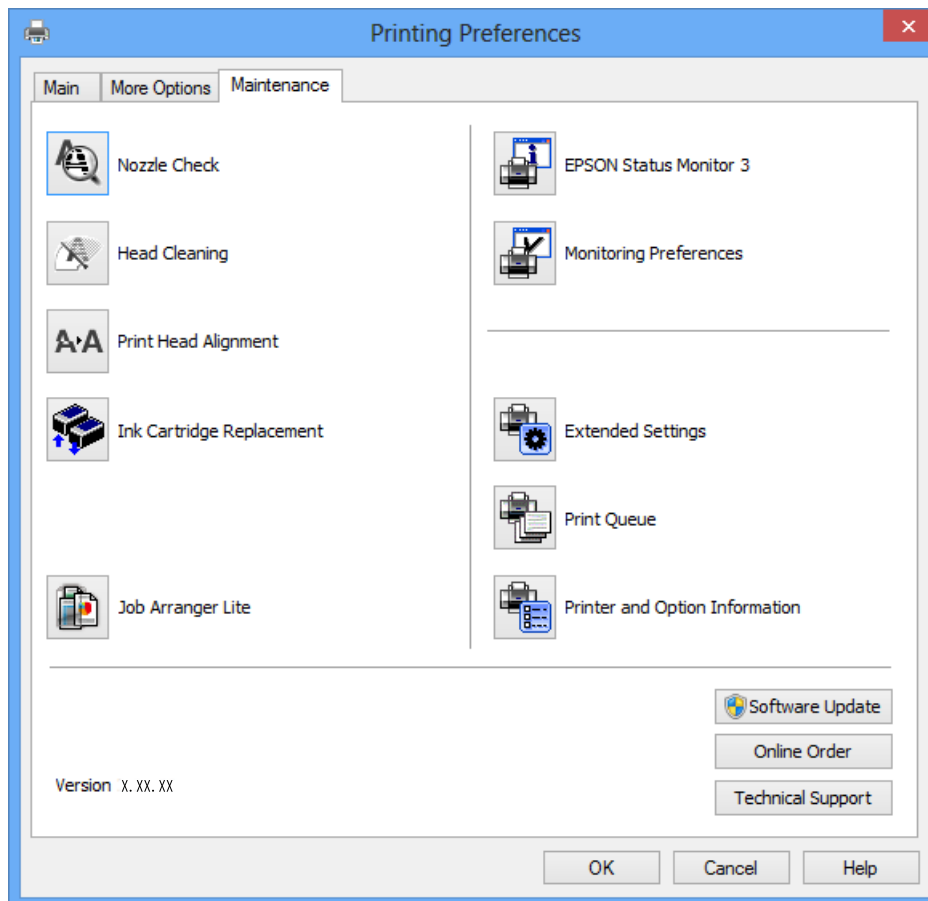 Printing Preferences
Main
More Options
Maintenance
Nozzle Check
Head Cleaning
Print Head Alignment
Ink Cartridge Replacement
Job Arranger Lite
EPSON Status Monitor 3
Monitoring Preferences
Extended Settings
Print Queue
Printer and Option Information
Software Update
Online Order
Technical Support
Version X.XX.XX
OK
Cancel
Help